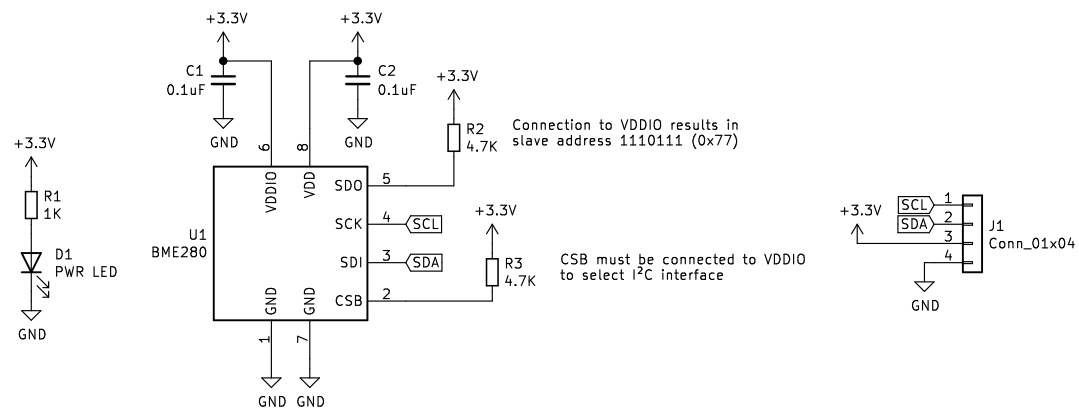 +3.3V
+3.3V
C1
0.1uF
C2
0.1uF
GND
GND
+3.3V
R2
4.7K
Connection to VDDIO results in
slave address 1110111 (0x77)
+3.3V
R1
1K
D1
PWR LED
GND
6
8
VDDIO
VDD
SDO
5
U1
BME280
SCK
4
SCL
SDI
3
SDA
CSB
2
GND
GND
1
7
GND
GND
+3.3V
R3
4.7K
CSB must be connected to VDDIO
to select I²C interface
SCL
1
SDA
2
+3.3V
3
4
J1
Conn_01x04
GND